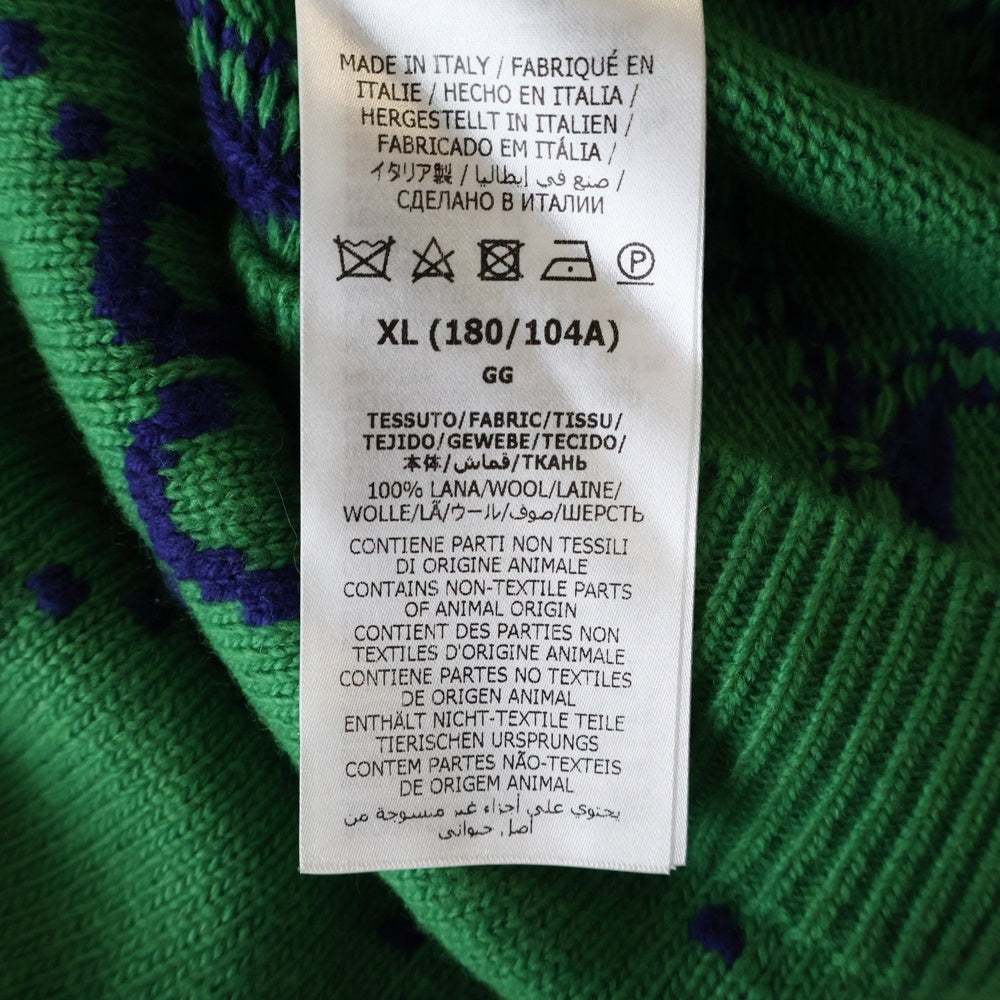 MADE IN ITALY / FABRIQUÉ EN
ITALIE / HECHO EN ITALIA /
HERGESTELLT IN ITALIEN /
FABRICADO EM ITÁLIA /
イタリア製 / صنع في إيطاليا /
СДЕЛАНО В ИТАЛИИ
P
XL (180/104A)
GG
TESSUTO/FABRIC/TISSU/
TEJIDO/GEWEBE/TECIDO/
本体/قماش/ТКАНЬ
100% LANA/WOOL/LAINE/
WOLLE/LÃ/ウール/صوف/ШЕРСТЬ
CONTIENE PARTI NON TESSILI
DI ORIGINE ANIMALE
CONTAINS NON-TEXTILE PARTS
OF ANIMAL ORIGIN
CONTIENT DES PARTIES NON
TEXTILES D'ORIGINE ANIMALE
CONTIENE PARTES NO TEXTILES
DE ORIGEN ANIMAL
ENTHÄLT NICHT-TEXTILE TEILE
TIERISCHEN URSPRUNGS
CONTEM PARTES NÃO-TEXTEIS
DE ORIGEM ANIMAL
يحتوي على أجزاء غير منسوجة من
أصل حيواني